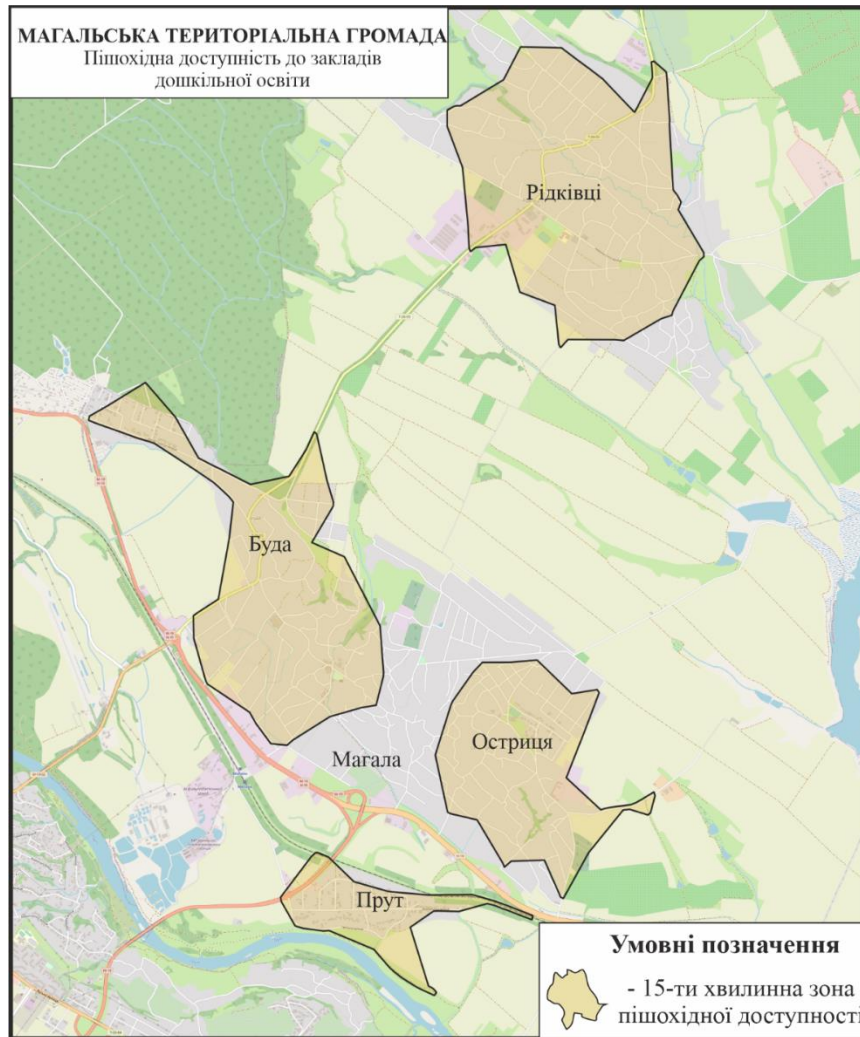 МАГАЛЬСЬКА ТЕРИТОРІАЛЬНА ГРОМАДА
Пішохідна доступність до закладів
дошкільної освіти
Рідківці
Буда
Остриця
Магала
Прут
Умовні позначення
- 15-ти хвилинна зона
пішохідної доступності